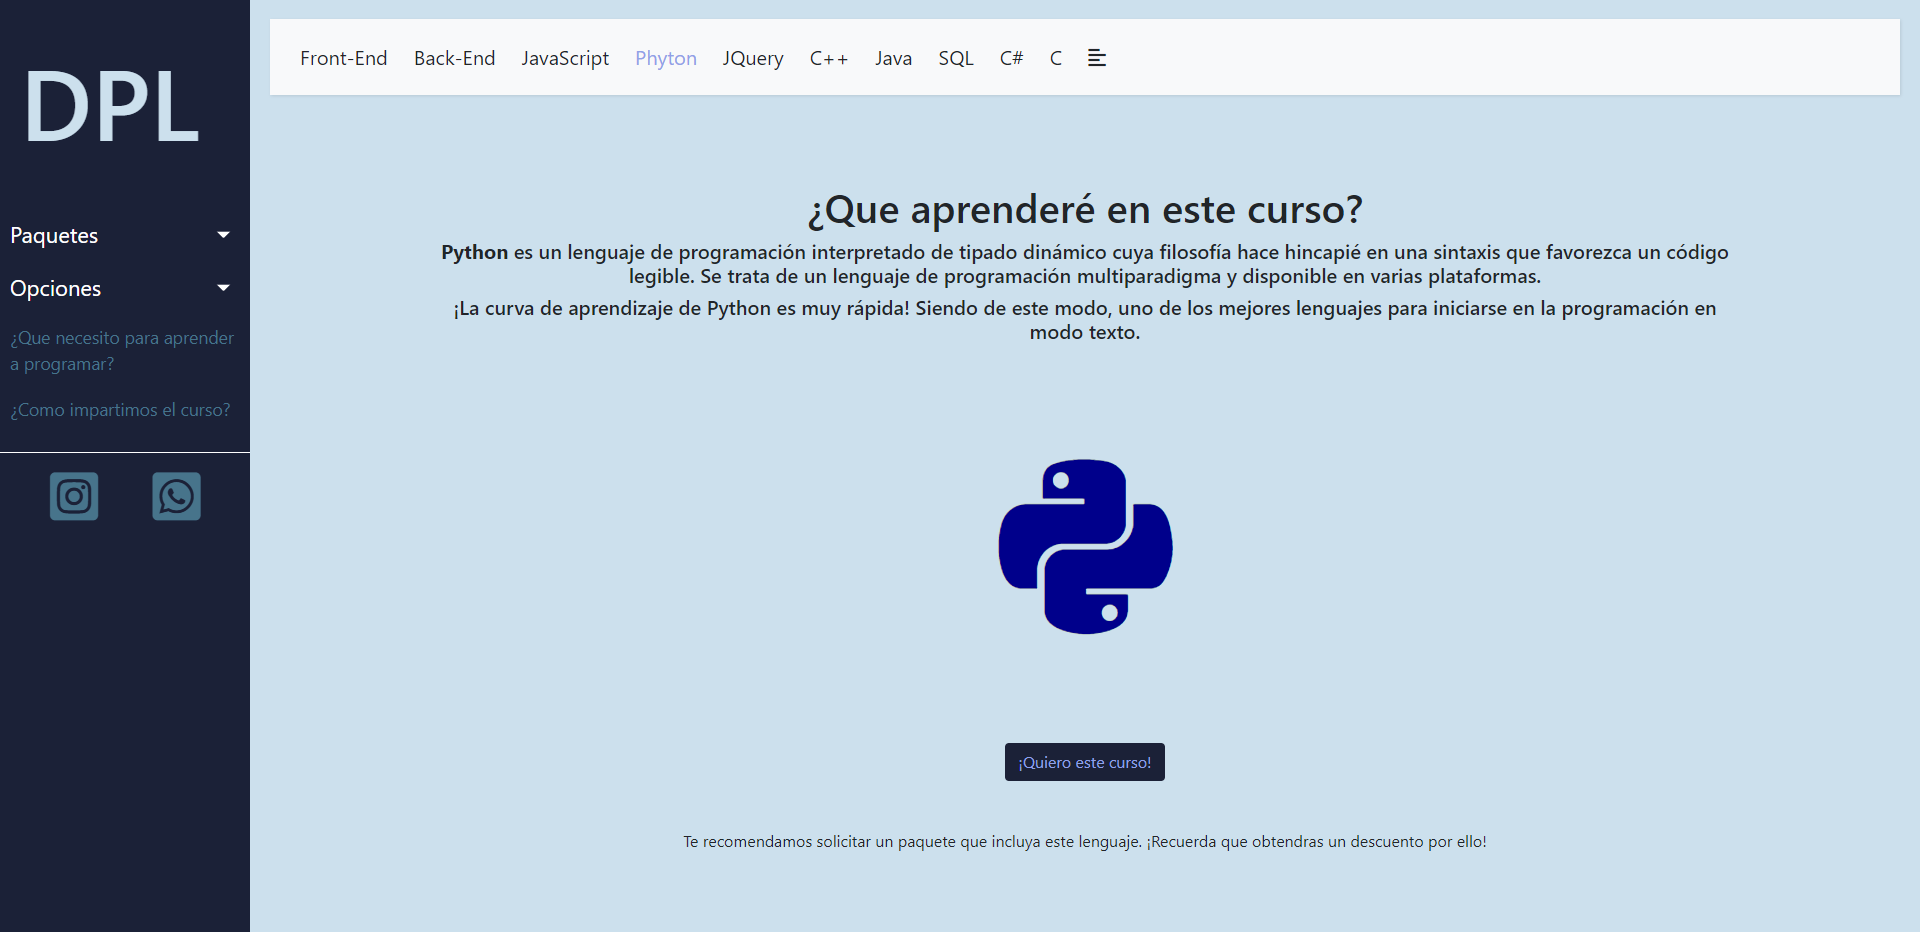 DPL
Paquetes
Opciones
¿Que necesito para aprender
a programar?
¿Como impartimos el curso?
Front-End Back-End JavaScript Phyton JQuery C++ Java SQL C# C
¿Que aprenderé en este curso?
Python es un lenguaje de programación interpretado de tipado dinámico cuya filosofía hace hincapié en una sintaxis que favorezca un código
legible. Se trata de un lenguaje de programación multiparadigma y disponible en varias plataformas.
¡La curva de aprendizaje de Python es muy rápida! Siendo de este modo, uno de los mejores lenguajes para iniciarse en la programación en
modo texto.
¡Quiero este curso!
Te recomendamos solicitar un paquete que incluya este lenguaje. ¡Recuerda que obtendras un descuento por ello!